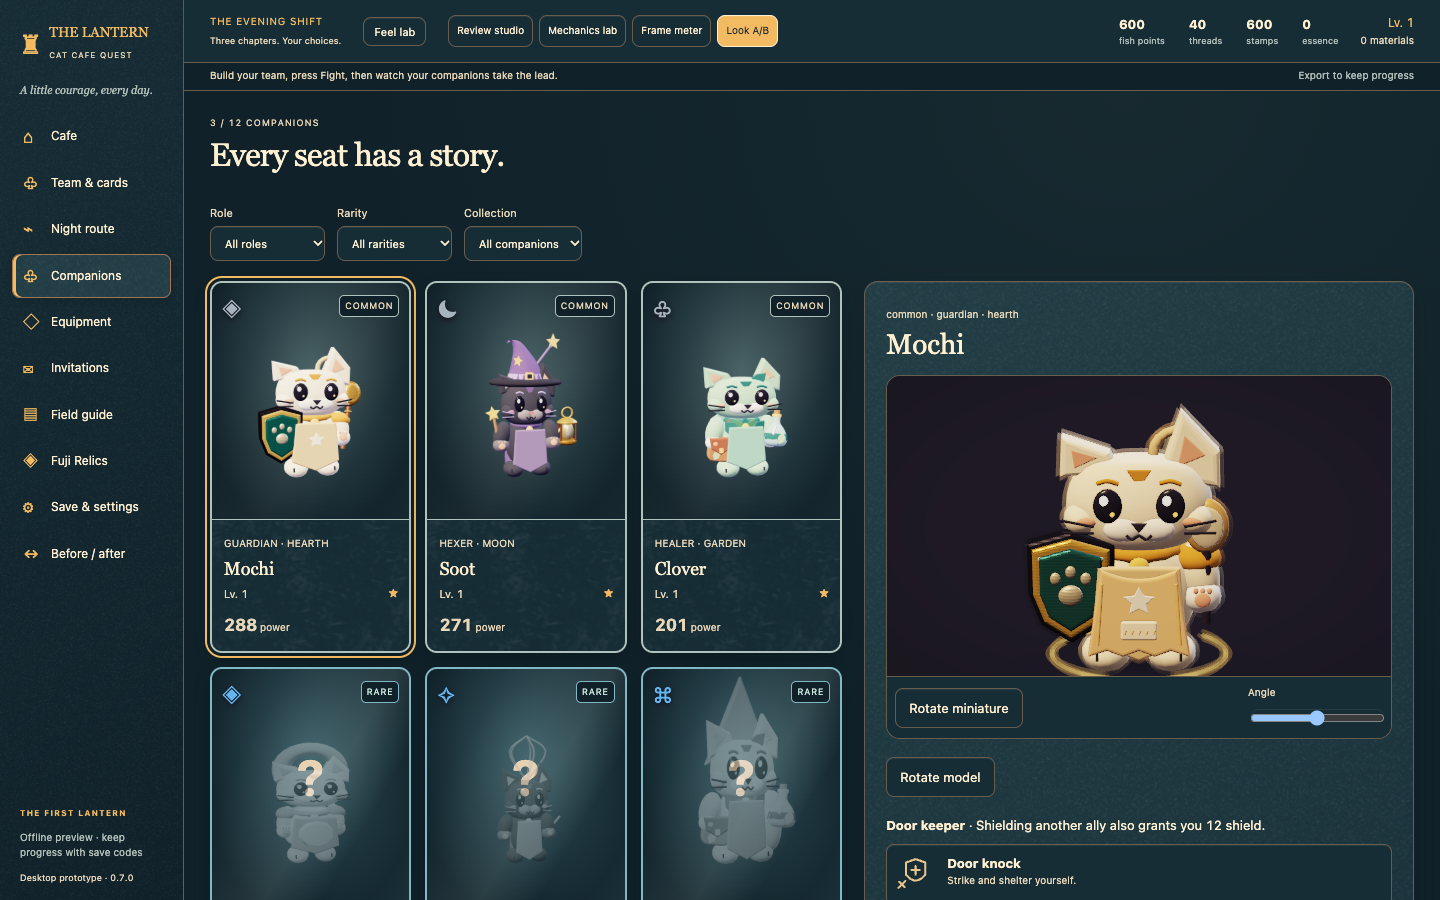 THE LANTERN
CAT CAFE QUEST
A little courage, every day.
Cafe
Team & cards
Night route
Companions
Equipment
Invitations
Field guide
Fuji Relics
Save & settings
Before / after
THE FIRST LANTERN
Offline preview · keep
progress with save codes
Desktop prototype · 0.7.0
THE EVENING SHIFT
Three chapters. Your choices.
Feel lab
Review studio
Mechanics lab
Frame meter
Look A/B
600 fish points
40 threads
600 stamps
0 essence
Lv. 1
0 materials
Build your team, press Fight, then watch your companions take the lead.
Export to keep progress
3 / 12 COMPANIONS
Every seat has a story.
Role
Rarity
Collection
All roles
All rarities
All companions
COMMON
GUARDIAN · HEARTH
Mochi
Lv. 1
288 power
COMMON
HEXER · MOON
Soot
Lv. 1
271 power
COMMON
HEALER · GARDEN
Clover
Lv. 1
201 power
RARE
?
RARE
?
RARE
?
common · guardian · hearth
Mochi
Rotate miniature
Angle
Rotate model
Door keeper · Shielding another ally also grants you 12 shield.
Door knock
Strike and shelter yourself.